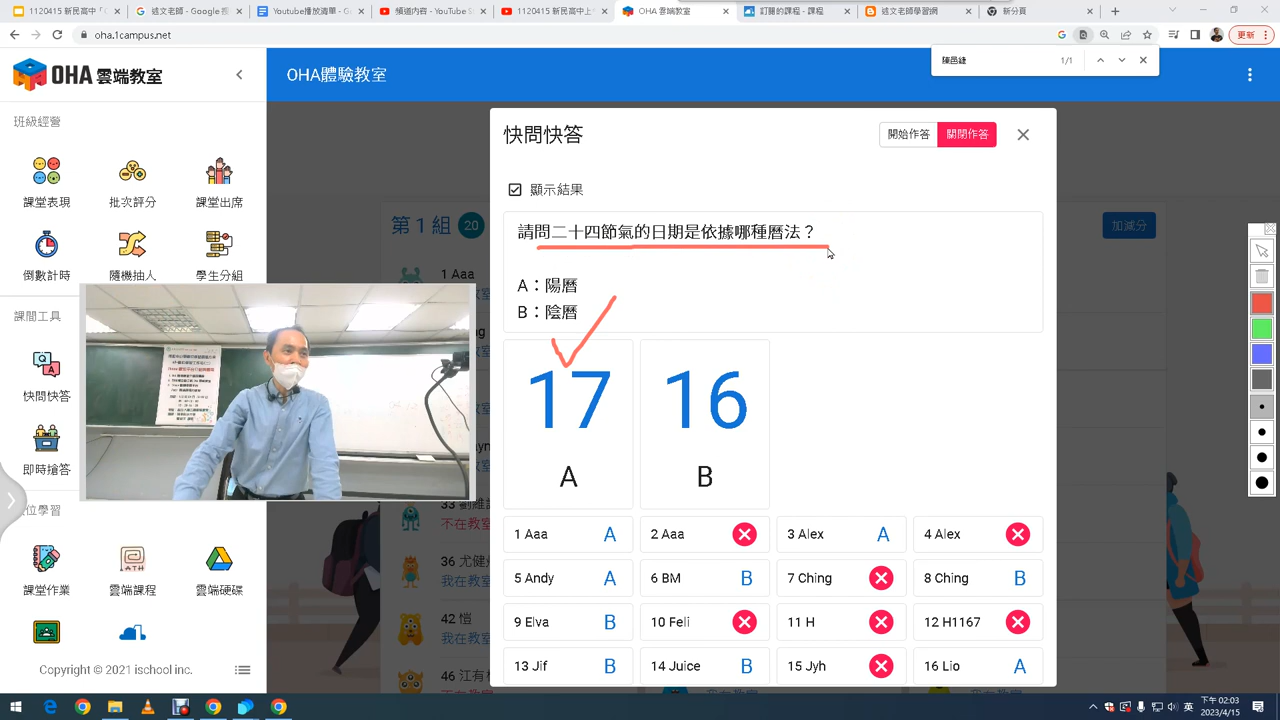 1120415 新民高中「O
這文老師 - Google 試
Youtube播放清單 - G
頻道內容 - YouTube S
1120415 新民高中上午
OHA 雲端教室
訂閱的課程 - 課程
這文老師學習網
新分頁
oha.1campus.net
更新
OHA 雲端教室
OHA體驗教室
1/1
班級經營
課堂表現
批次評分
課堂出席
倒數計時
隨機抽人
學生分組
課間工具
快問快答
即時搶答
位學習
課堂作業
雲端課程
雲端硬碟
Copyright © 2021 ischool inc.
第 1 組 20
加減分
1 Aaa
快問快答
開始作答
關閉作答
顯示結果
請問二十四節氣的日期是依據哪種曆法？
A：陽曆
B：陰曆
17
16
A
B
1 Aaa A
2 Aaa
3 Alex A
4 Alex
5 Andy A
6 BM B
7 Ching
8 Ching B
9 Elva B
10 Feli
11 H
12 H1167
13 Jif B
14 Juice B
15 Jyh
16 Lio A
不在教室
36 尤健
我在教室
42 愷
我在教室
46 江有
下午 02:03
英
2023/4/15